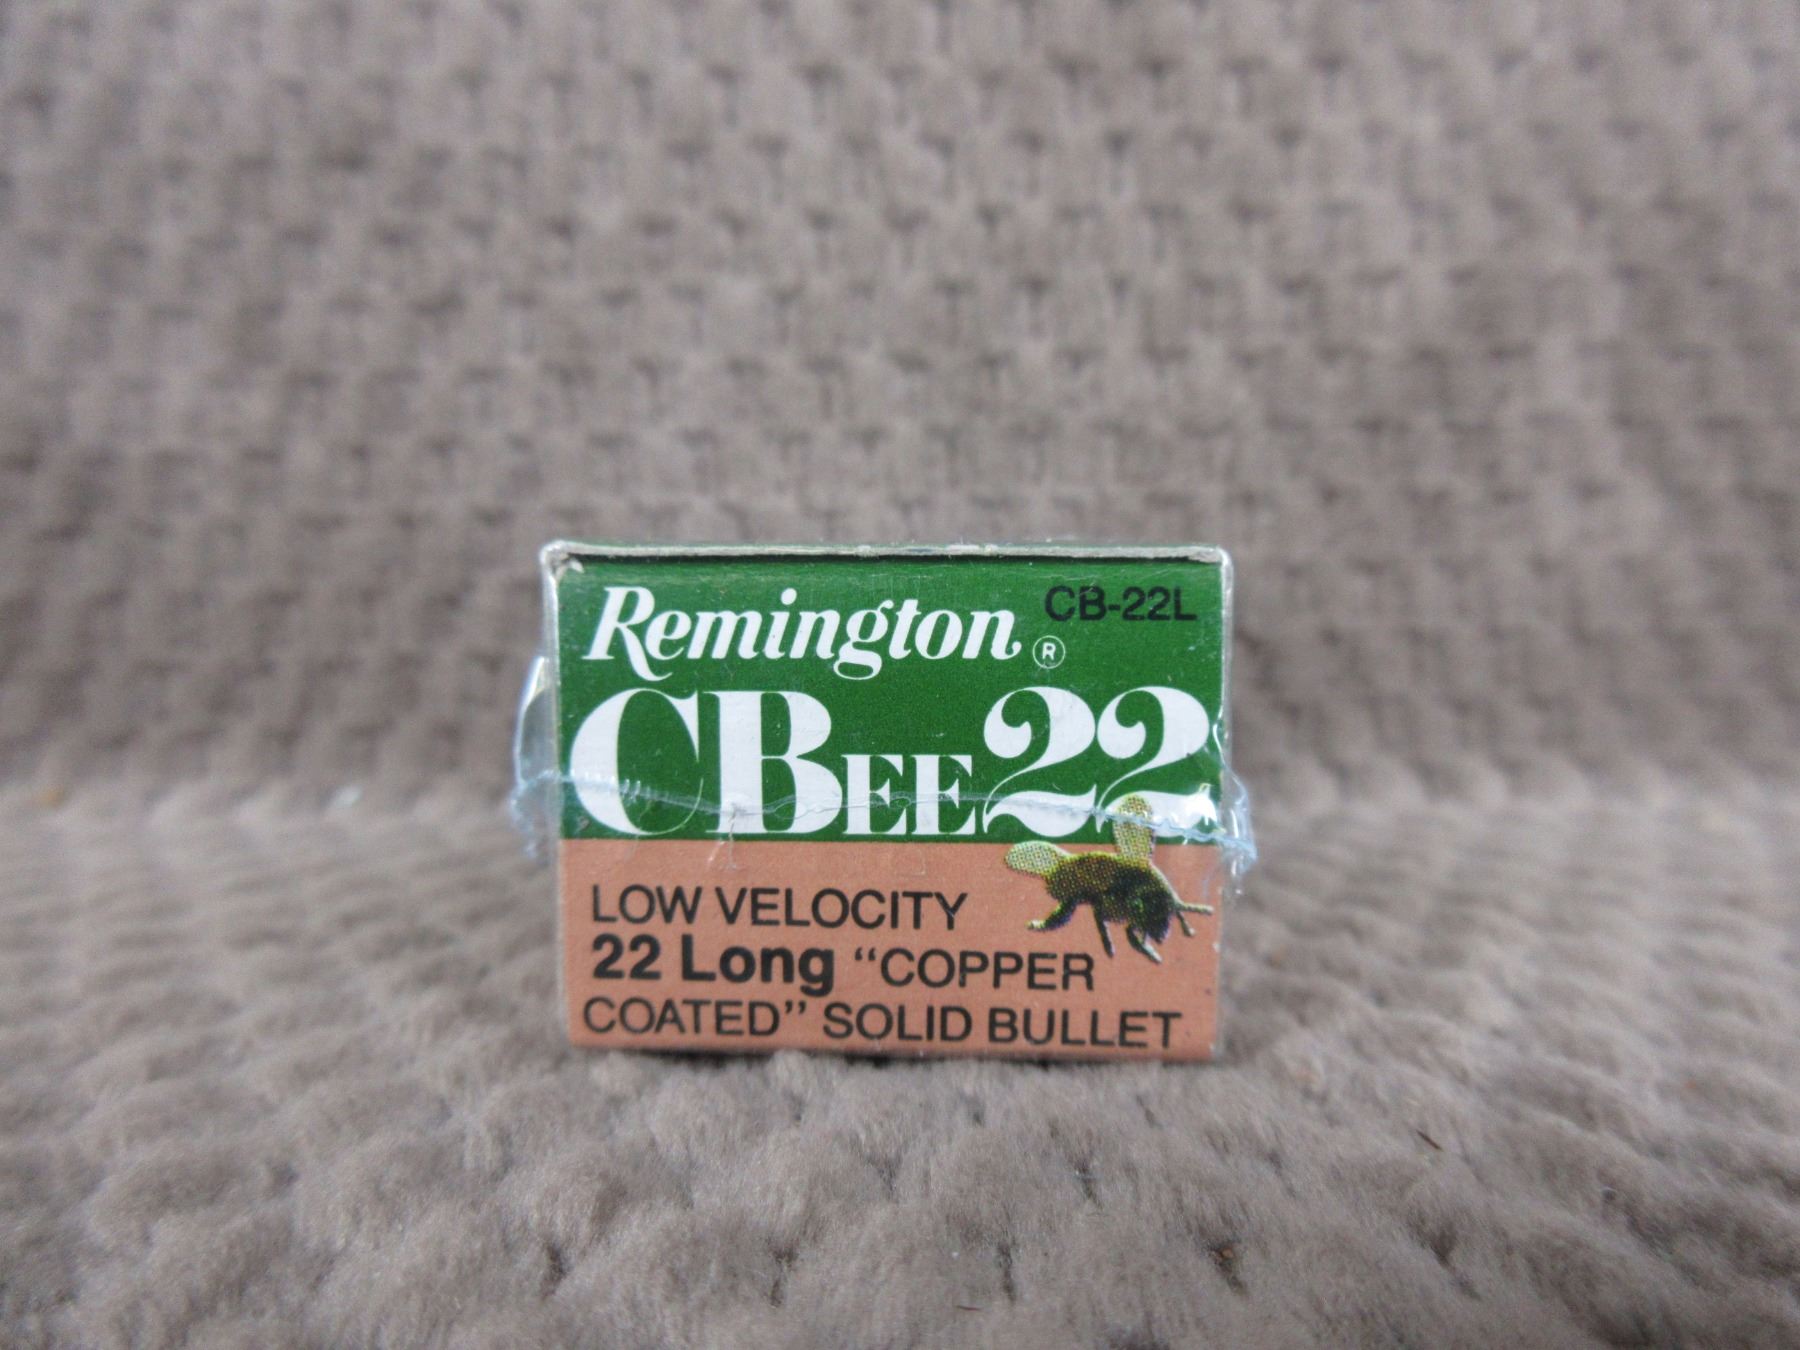 Remington® CB-22L
CBEE22
LOW VELOCITY
22 Long “COPPER
COATED” SOLID BULLET